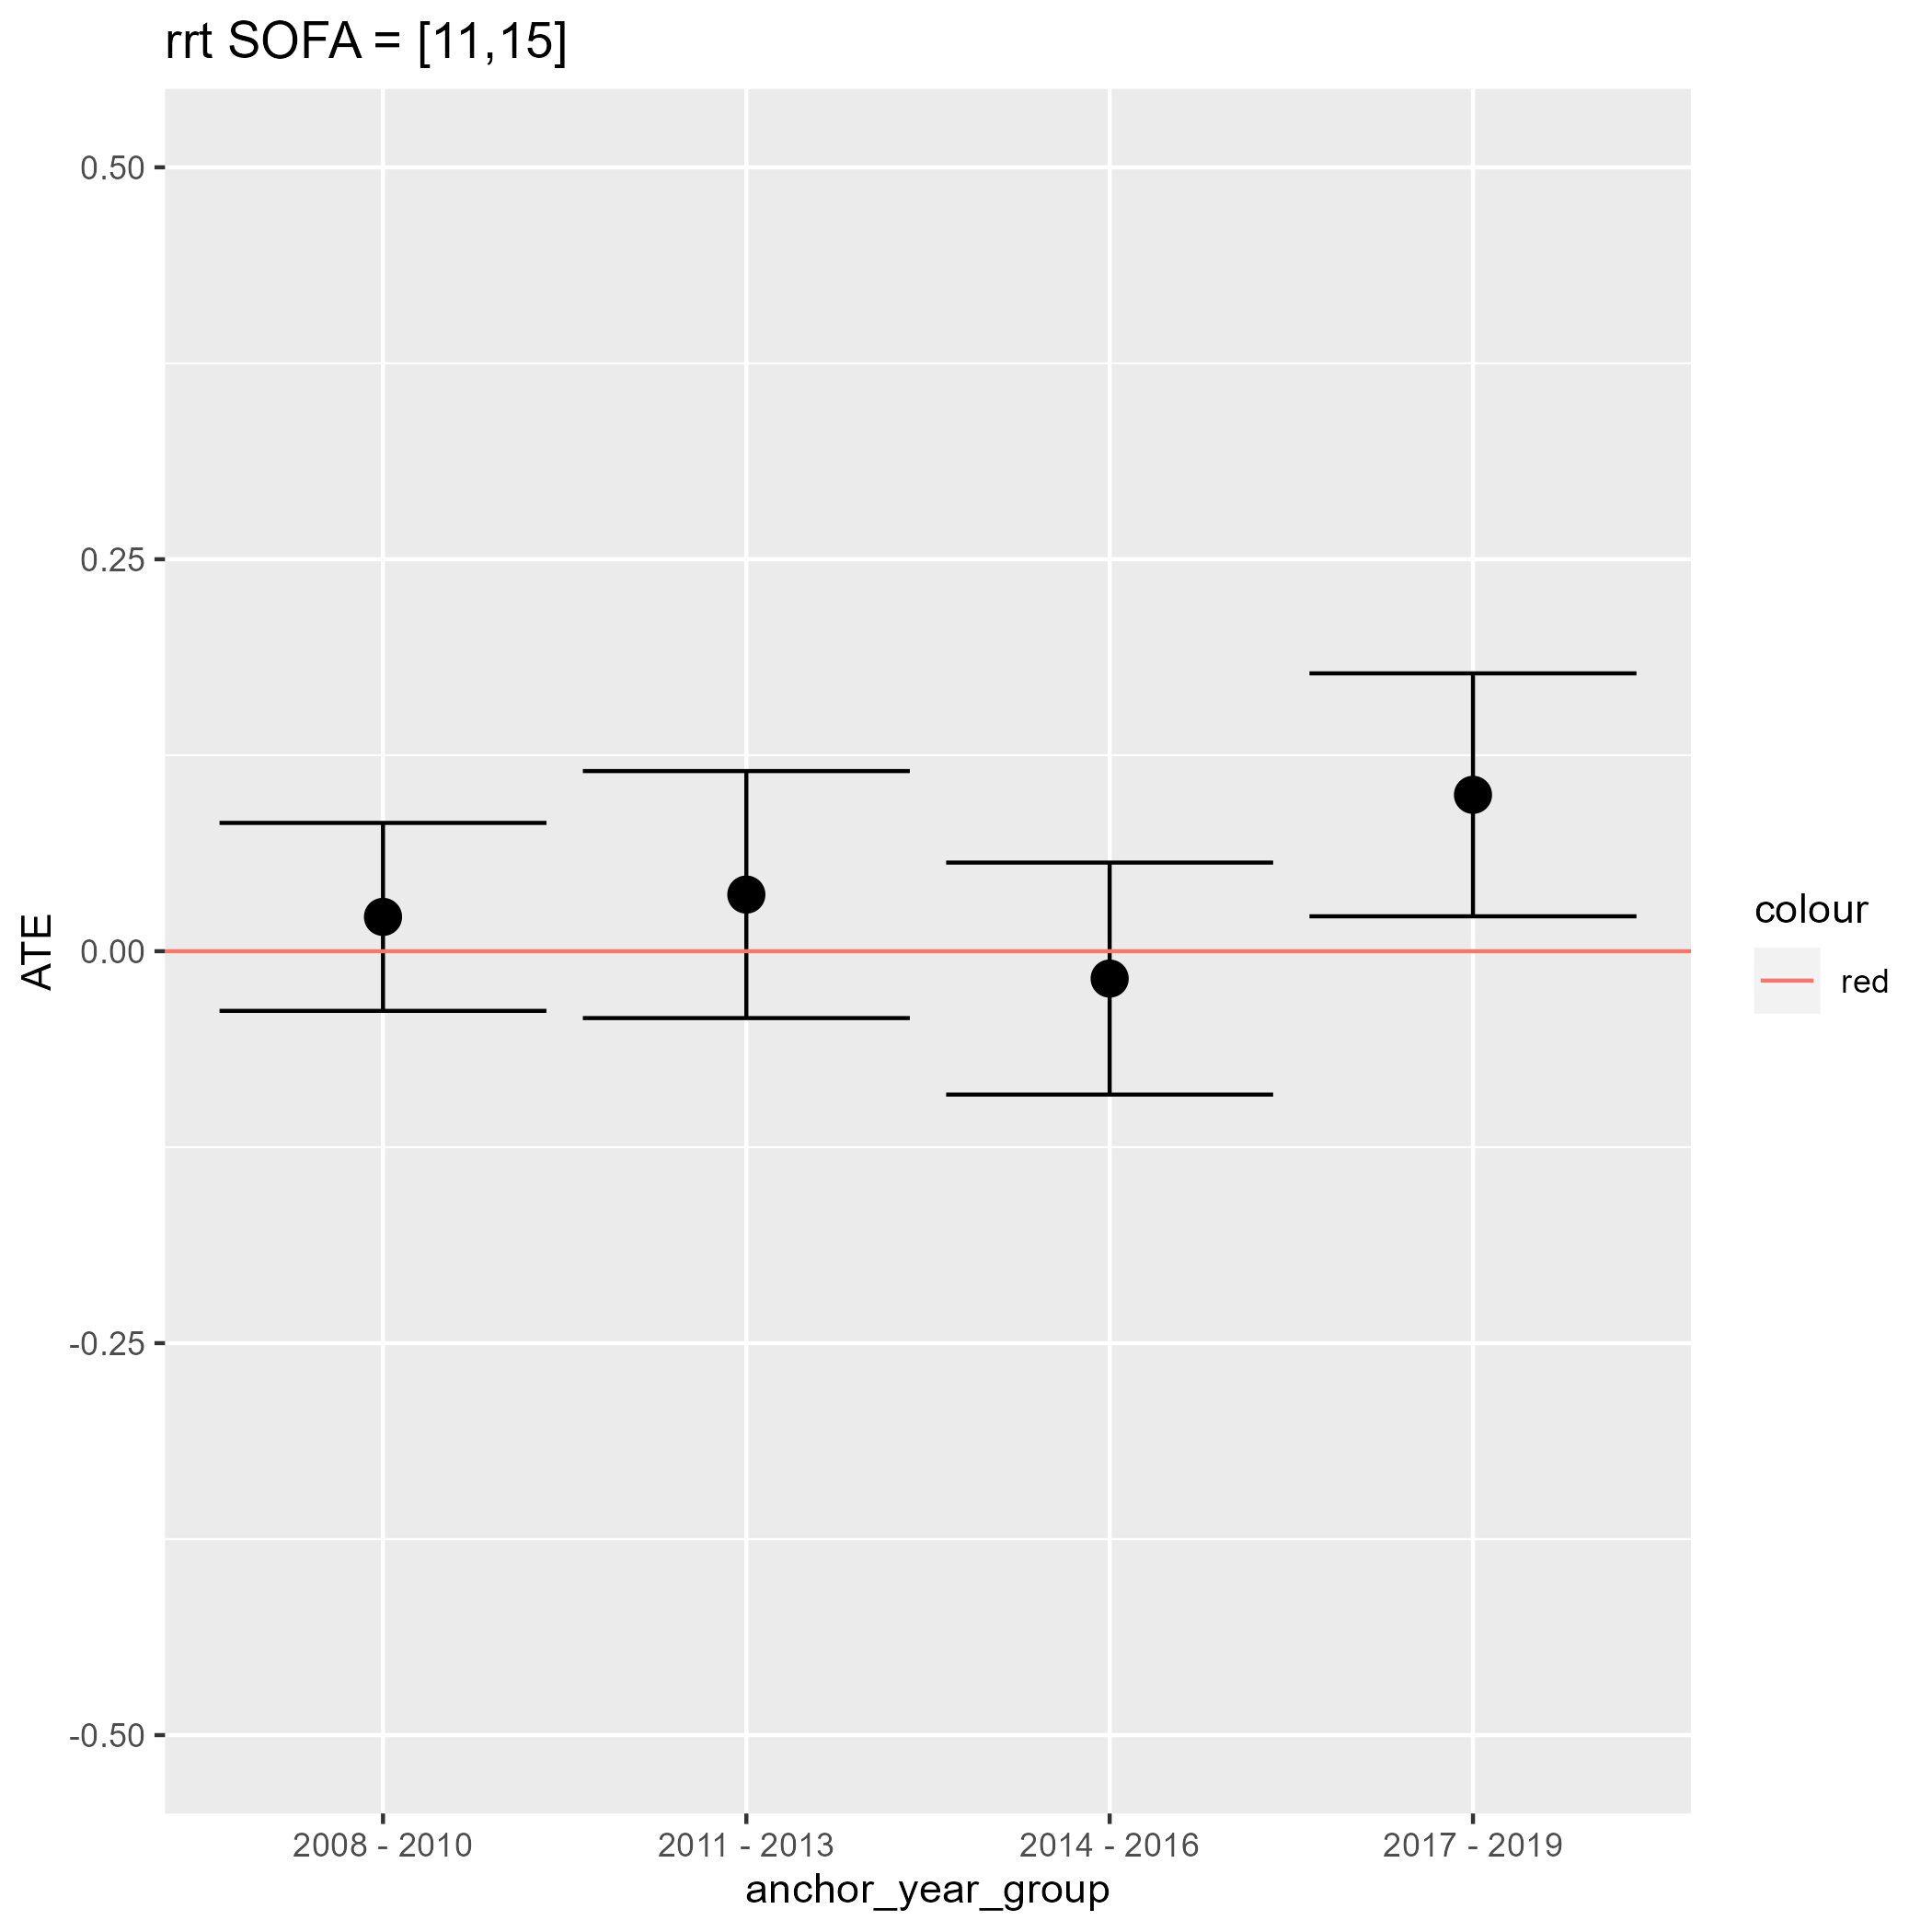 rrt SOFA = [11,15]
0.50
0.25
0.00
-0.25
-0.50
ATE
2008 - 2010
2011 - 2013
2014 - 2016
2017 - 2019
anchor_year_group
colour
red